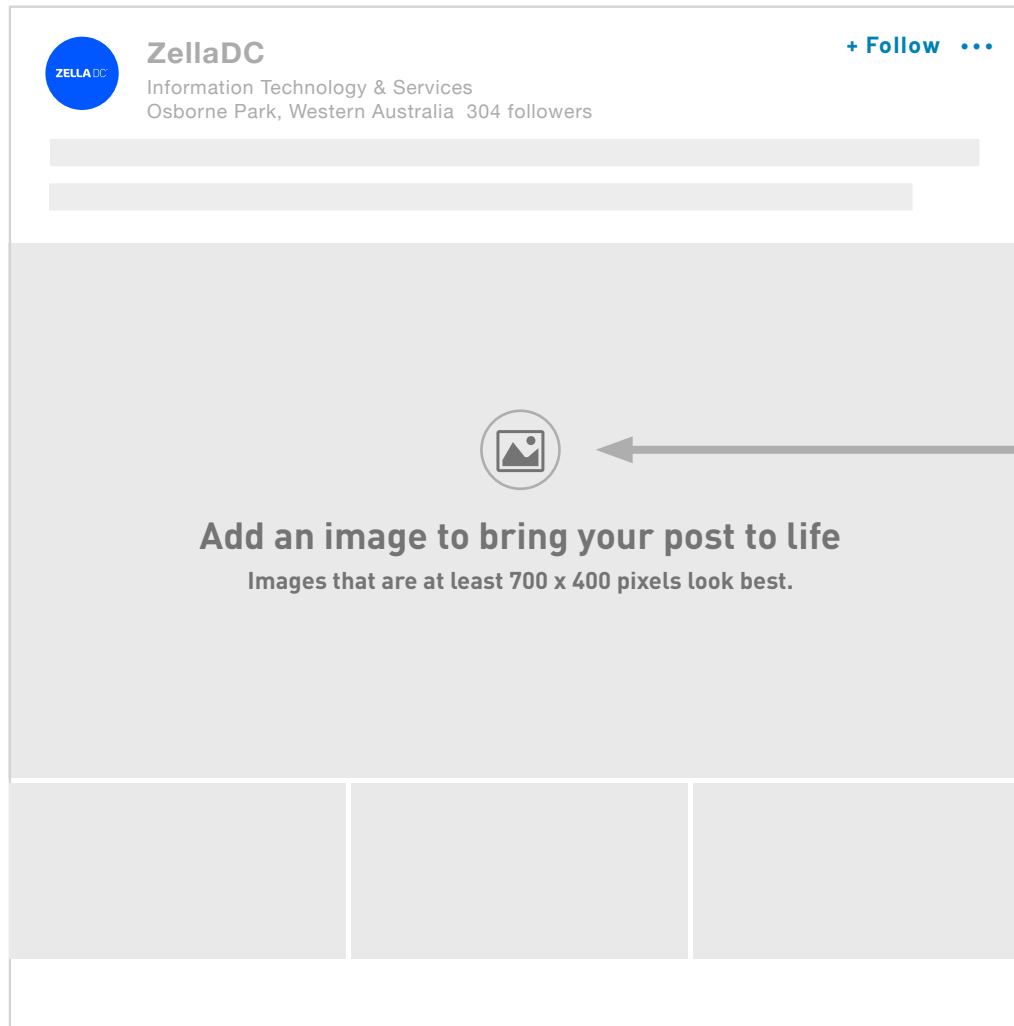 ZELLA DC
ZellaDC
+ Follow •••
Information Technology & Services
Osborne Park, Western Australia 304 followers
Add an image to bring your post to life
Images that are at least 700 x 400 pixels look best.